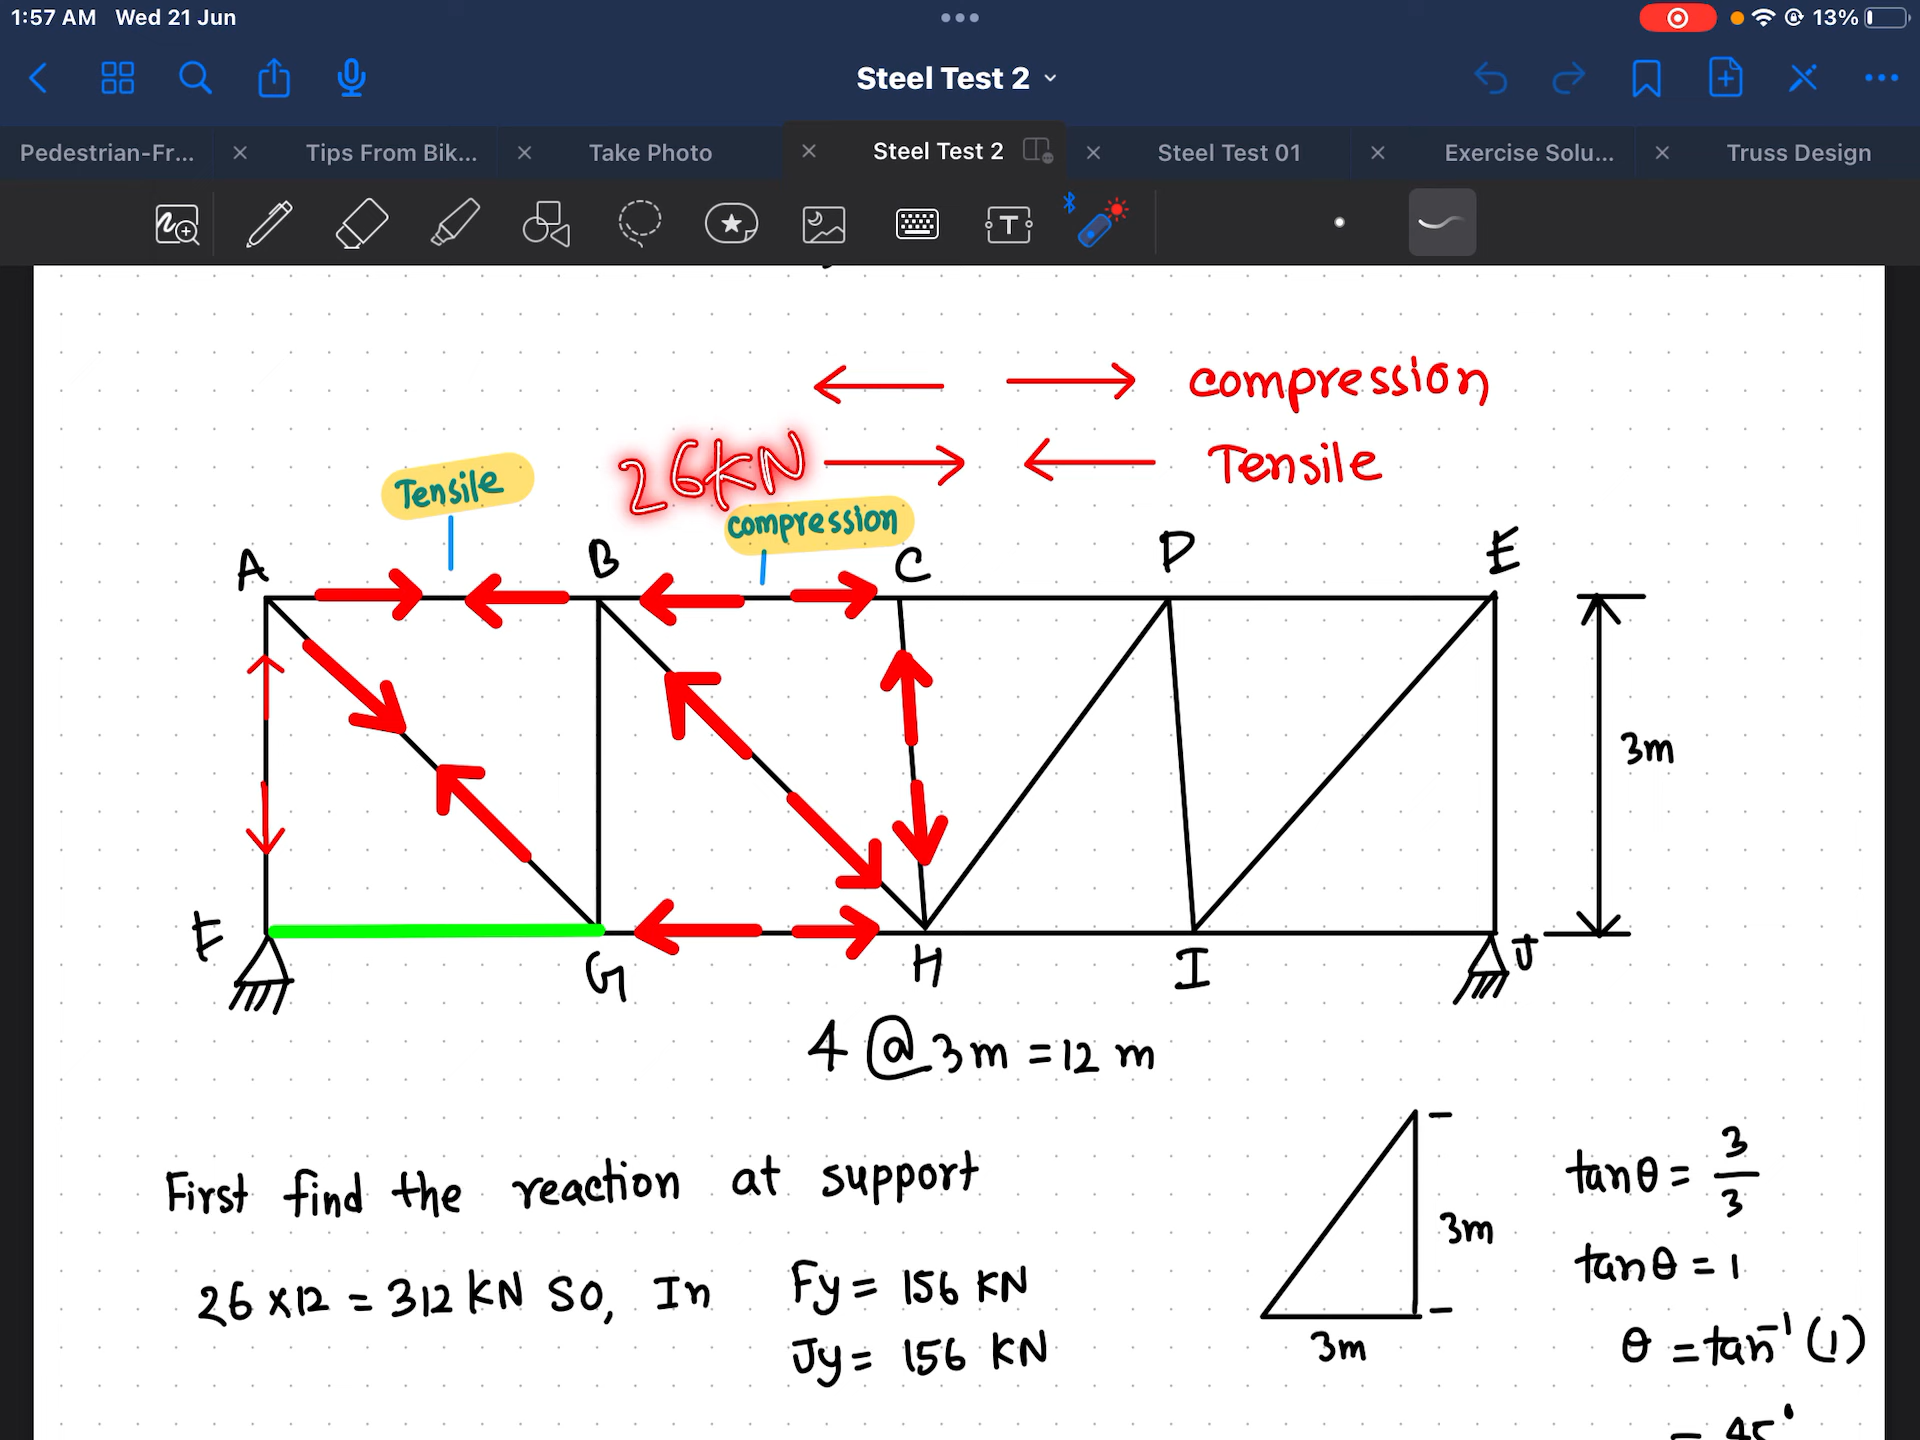 1:57 AM Wed 21 Jun
13%
Steel Test 2
Pedestrian-Fr...
Tips From Bik...
Take Photo
Steel Test 2
Steel Test 01
Exercise Solu...
Truss Design
T
compression
26KN
Tensile
Tensile
compression
A
B
C
D
E
3m
F
G
H
I
J
4 @ 3m = 12 m
First find the reaction at support
26 x 12 = 312 KN SO, In
Fy = 156 KN
Jy = 156 KN
3m
3m
tanθ = 3/3
tanθ = 1
θ = tan⁻¹ (1)
= 45°